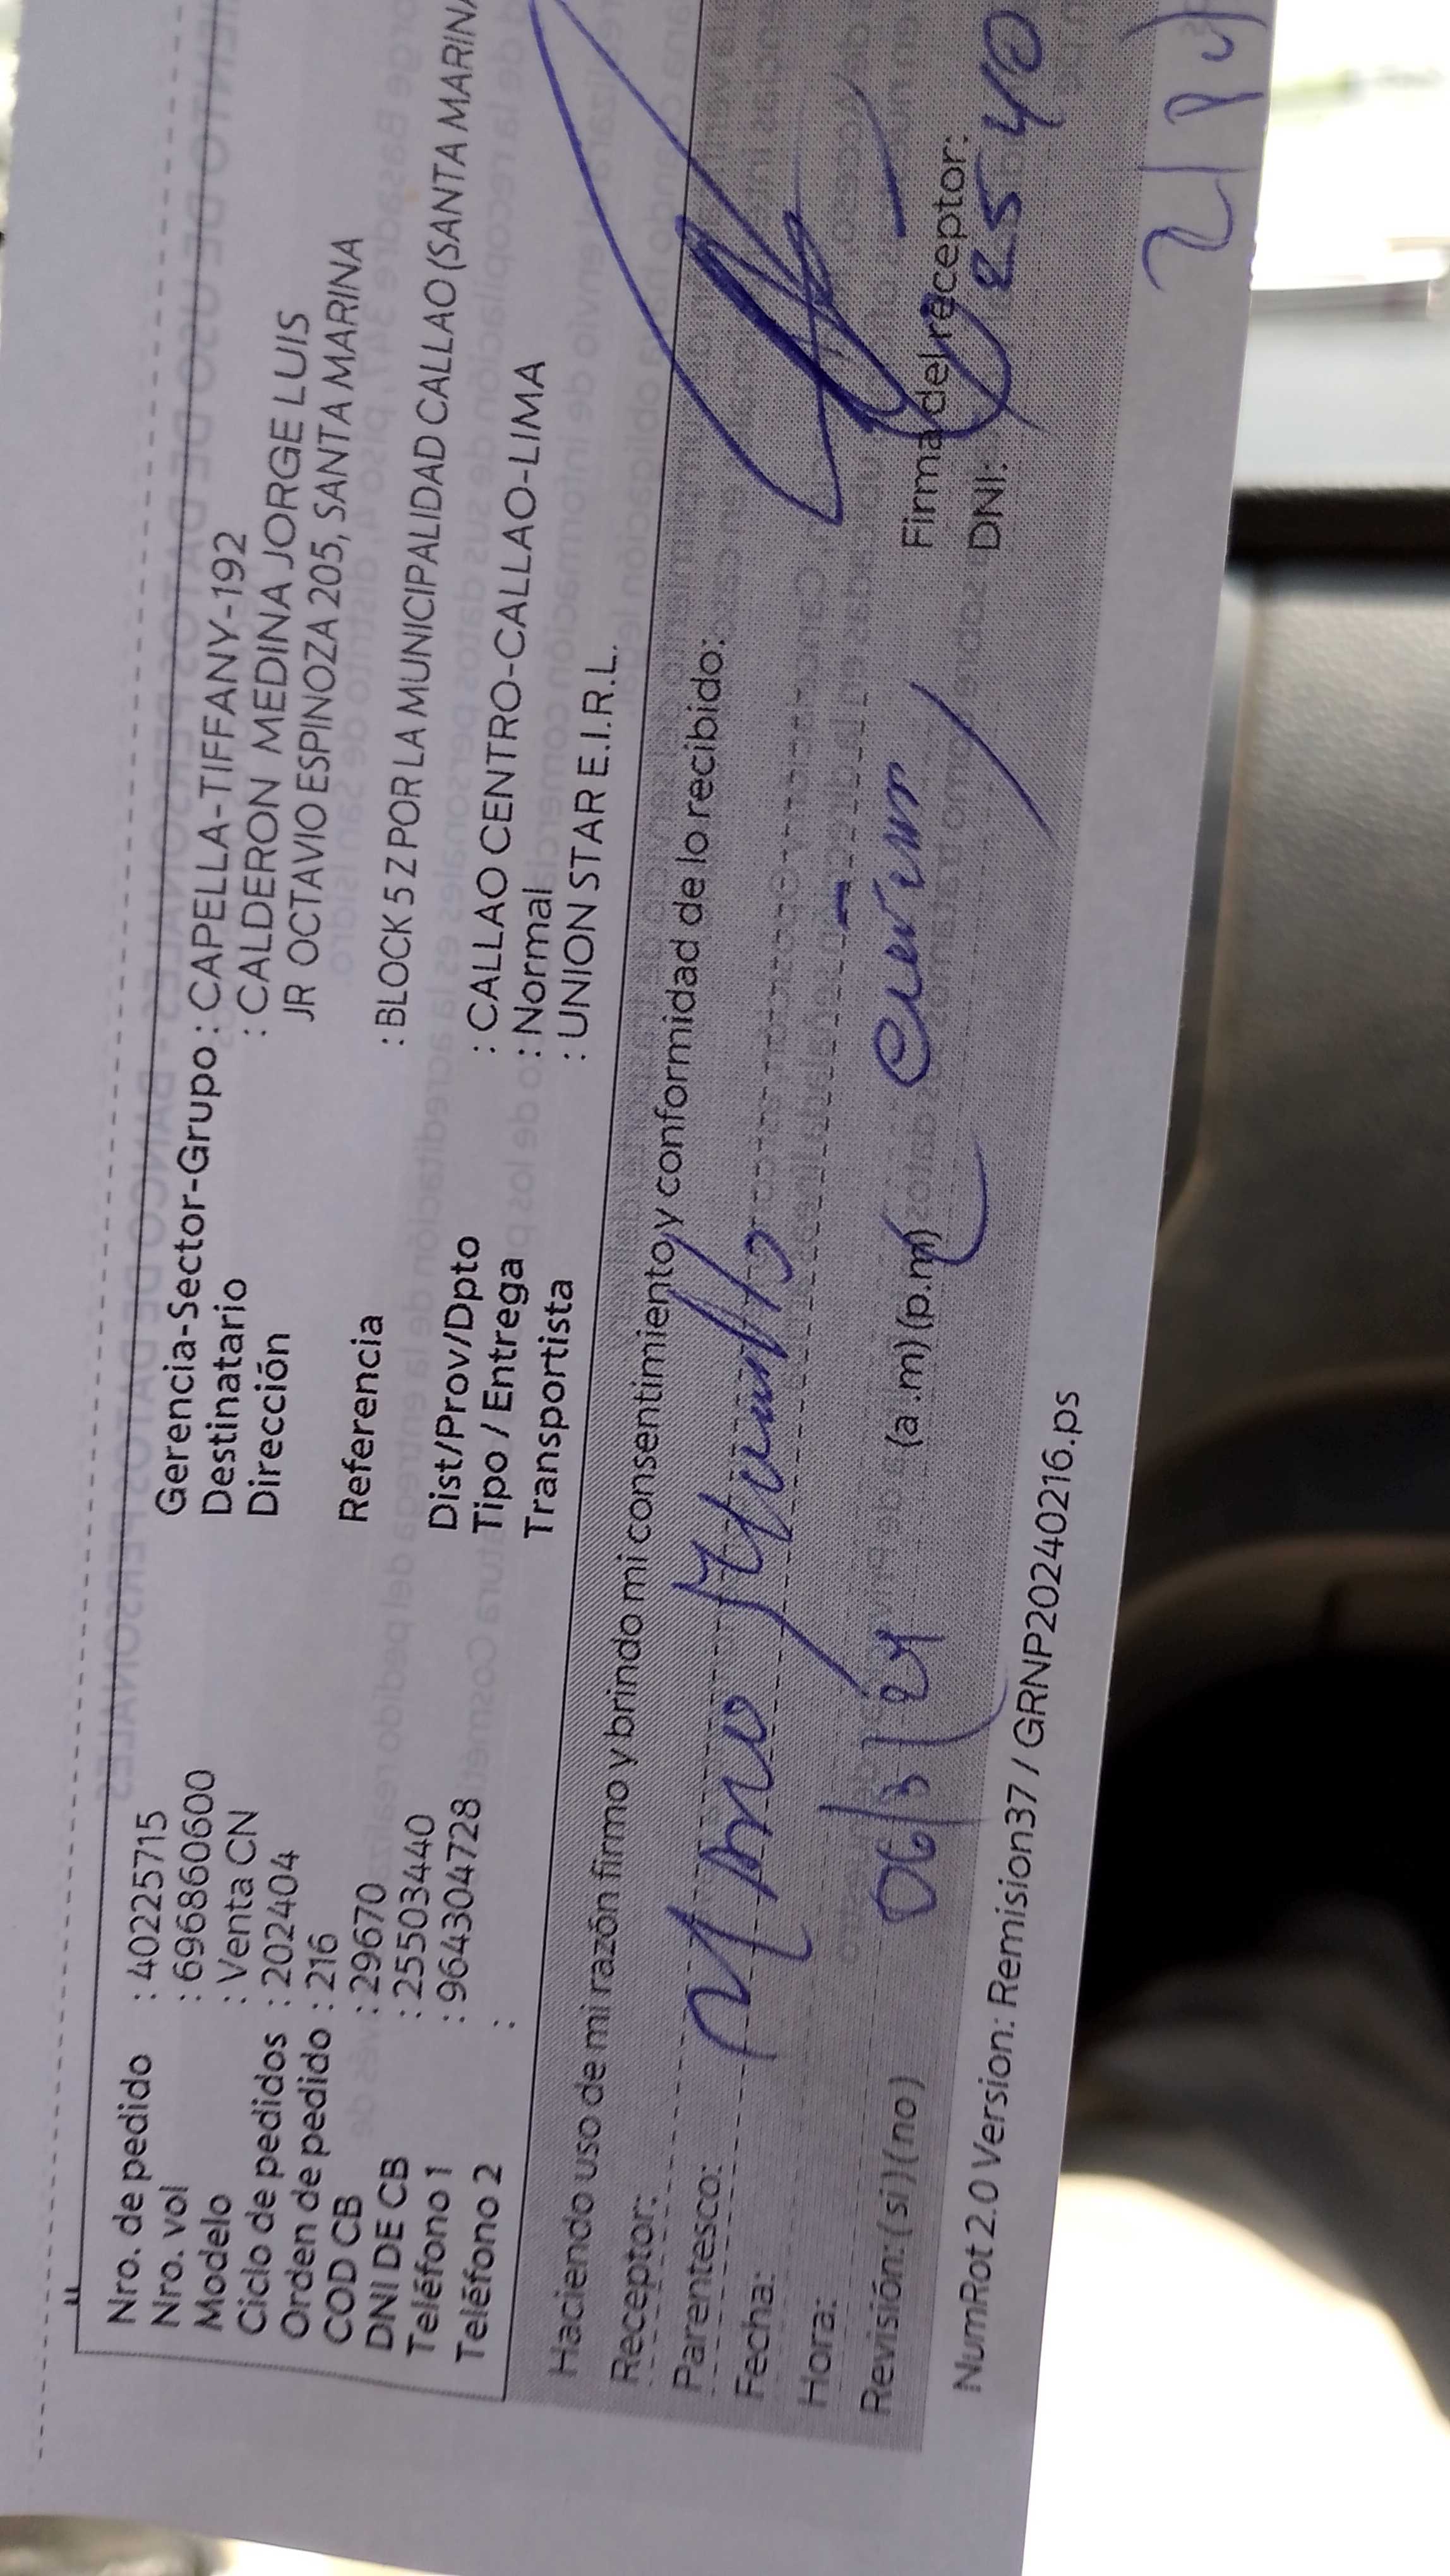 Nro. de pedido : 40225715
Nro. vol : 696860600
Modelo : Venta CN
Ciclo de pedidos : 202404
Orden de pedido : 216
COD CB : 29670
DNI DE CB : 25503440
Teléfono 1 : 964304728
Teléfono 2 :
Gerencia-Sector-Grupo : CAPELLA-TIFFANY-192
Destinatario : CALDERON MEDINA JORGE LUIS
Dirección JR OCTAVIO ESPINOZA 205, SANTA MARINA
Referencia : BLOCK 5 Z POR LA MUNICIPALIDAD CALLAO (SANTA MARINA
Dist/Prov/Dpto : CALLAO CENTRO-CALLAO-LIMA
Tipo / Entrega : Normal
Transportista : UNION STAR E.I.R.L.
Haciendo uso de mi razón firmo y brindo mi consentimiento y conformidad de lo recibido:
Receptor:
Parentesco:
Fecha:
Hora: 06/3/24
Revisión: (si) (no) (a .m) (p.m)
Firma del receptor:
DNI:
NumRot 2.0 Version: Remision37 / GRNP20240216.ps